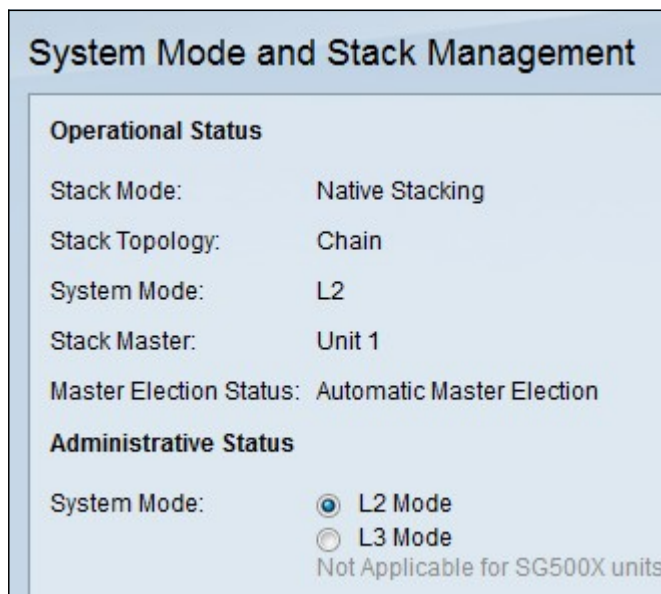 System Mode and Stack Management
Operational Status
Stack Mode: Native Stacking
Stack Topology: Chain
System Mode: L2
Stack Master: Unit 1
Master Election Status: Automatic Master Election
Administrative Status
System Mode: L2 Mode
L3 Mode
Not Applicable for SG500X units